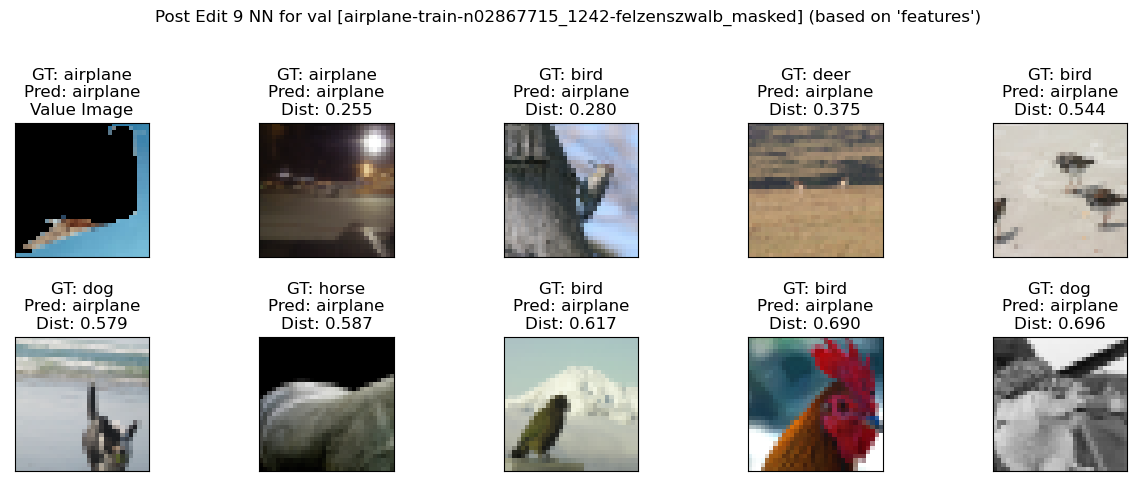 Post Edit 9 NN for val [airplane-train-n02867715_1242-felzenszwalb_masked] (based on 'features')
GT: airplane
Pred: airplane
Value Image
GT: airplane
Pred: airplane
Dist: 0.255
GT: bird
Pred: airplane
Dist: 0.280
GT: deer
Pred: airplane
Dist: 0.375
GT: bird
Pred: airplane
Dist: 0.544
GT: dog
Pred: airplane
Dist: 0.579
GT: horse
Pred: airplane
Dist: 0.587
GT: bird
Pred: airplane
Dist: 0.617
GT: bird
Pred: airplane
Dist: 0.690
GT: dog
Pred: airplane
Dist: 0.696